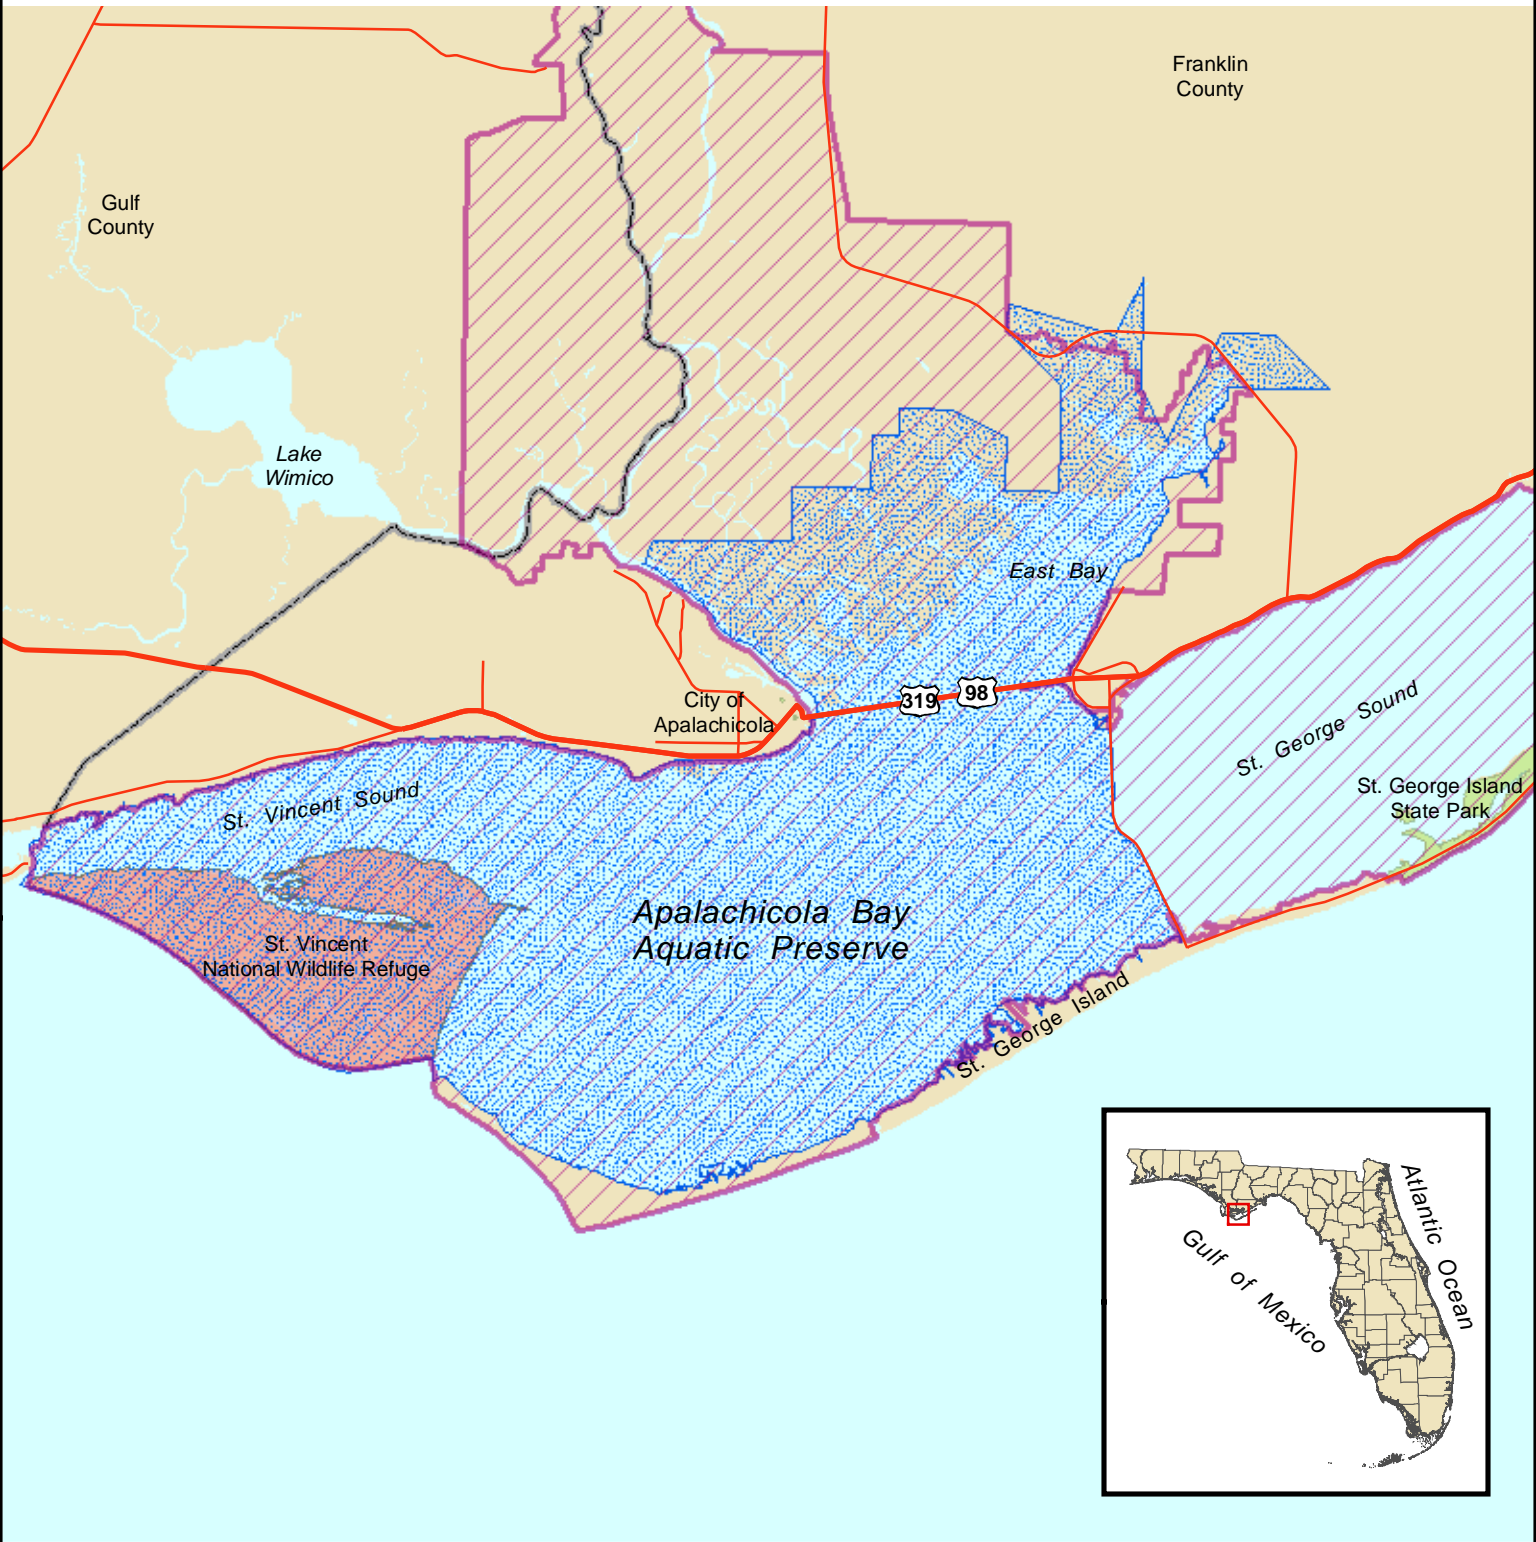 Franklin
County
Gulf
County
Lake
Wimico
East Bay
City of
Apalachicola
319
98
St. George Sound
St. George Island
State Park
St. Vincent Sound
Apalachicola Bay
Aquatic Preserve
St. Vincent
National Wildlife Refuge
St. George Island
Atlantic Ocean
Gulf of Mexico